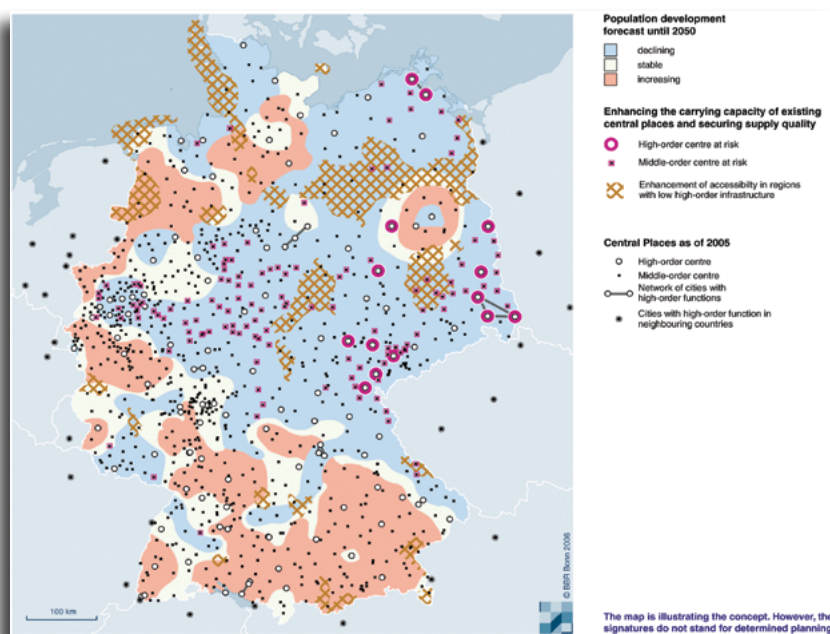 Population development
forecast until 2050
declining
stable
increasing
Enhancing the carrying capacity of existing
central places and securing supply quality
High-order centre at risk
Middle-order centre at risk
Enhancement of accessibilty in regions
with low high-order infrastructure
Central Places as of 2005
High-order centre
Middle-order centre
Network of cities with
high-order functions
Cities with high-order function in
neighbouring countries
100 km
© BBR Bonn 2006
The map is illustrating the concept. However, the
signatures do not stand for determined planning